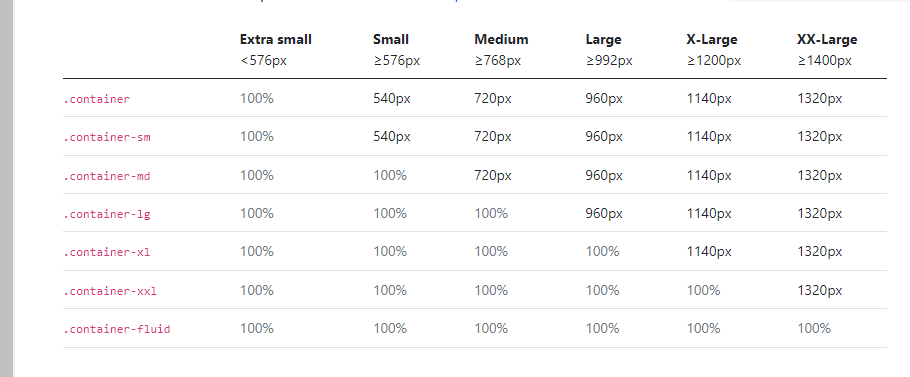 Extra small Small Medium Large X-Large XX-Large
<576px ≥576px ≥768px ≥992px ≥1200px ≥1400px
.container 100% 540px 720px 960px 1140px 1320px
.container-sm 100% 540px 720px 960px 1140px 1320px
.container-md 100% 100% 720px 960px 1140px 1320px
.container-lg 100% 100% 100% 960px 1140px 1320px
.container-xl 100% 100% 100% 100% 1140px 1320px
.container-xxl 100% 100% 100% 100% 100% 1320px
.container-fluid 100% 100% 100% 100% 100% 100%